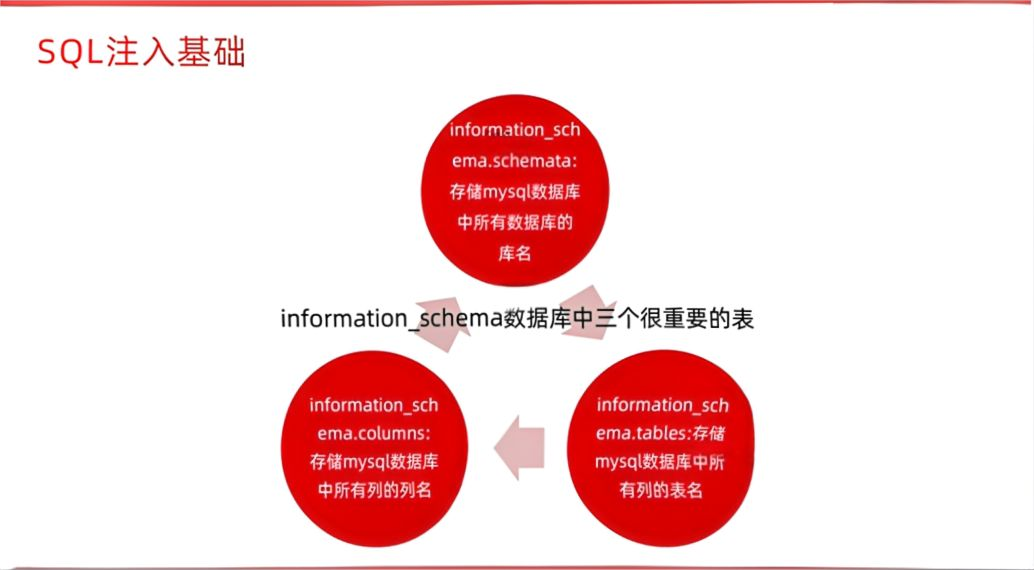 SQL注入基础
information_sch
ema.schemata:
存储mysql数据库
中所有数据库的
库名
information_schema数据库中三个很重要的表
information_sch
ema.columns:
存储mysql数据库
中所有列的列名
information_sch
ema.tables:存储
mysql数据库中所
有列的表名